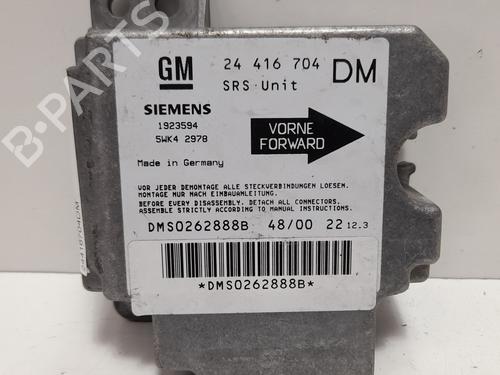 GM
24 416 704 DM
SRS Unit
SIEMENS
1923594
5WK4 2978
VORNE
FORWARD
Made in Germany
VOR JEDER DEMONTAGE ALLE STECKVERBINDUNGEN LOESEN.
MONTAGE NUR NACH EINBAUANLEITUNG.
BEFORE EVERY DISASSEMBLY, DETACH ALL CONNECTORS,
ASSEMBLE STRICTLY ACCORDING TO MANUAL INSTRUCTIONS.
DMS0262888B 48/00 22 12.3
*DMS0262888B*
B-PARTS
24416704DM